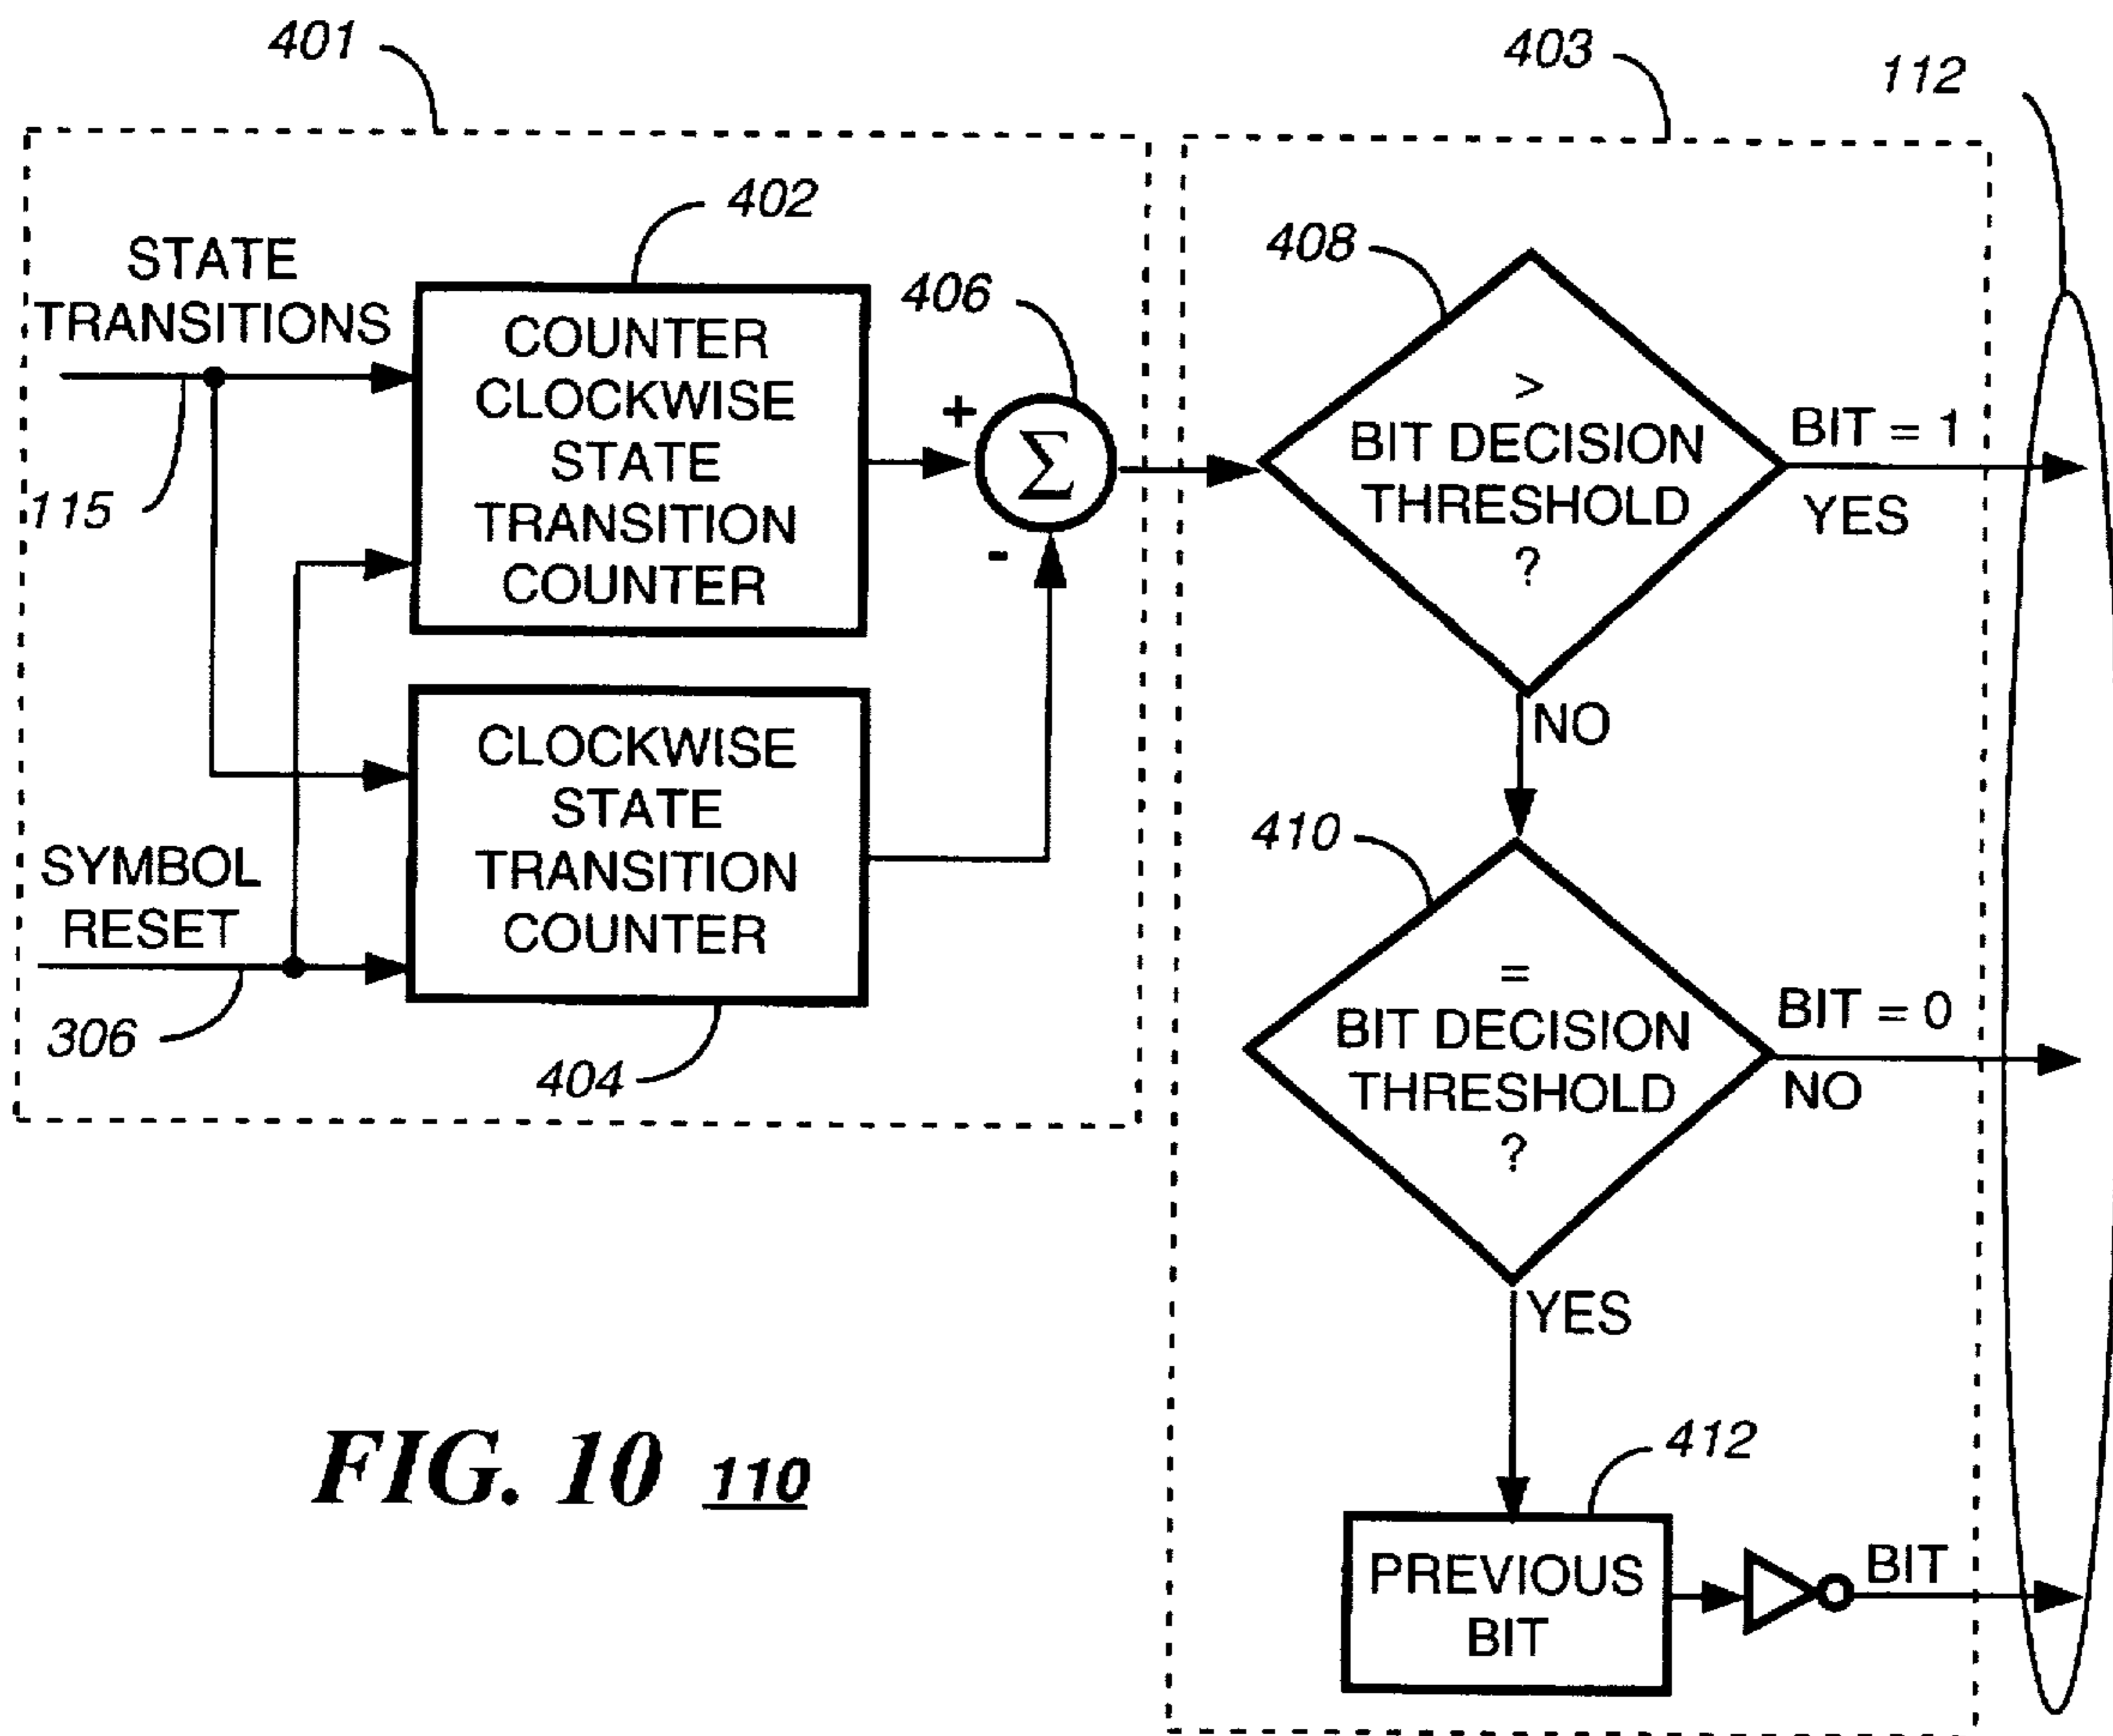 401
403
112
402
STATE
TRANSITIONS
408
406
COUNTER
CLOCKWISE
STATE
TRANSITION
COUNTER
+
Σ
-
>
BIT DECISION
THRESHOLD
?
BIT = 1
YES
115
NO
CLOCKWISE
STATE
TRANSITION
COUNTER
SYMBOL
RESET
306
404
410
=
BIT DECISION
THRESHOLD
?
BIT = 0
NO
YES
412
PREVIOUS
BIT
BIT
FIG. 10 110